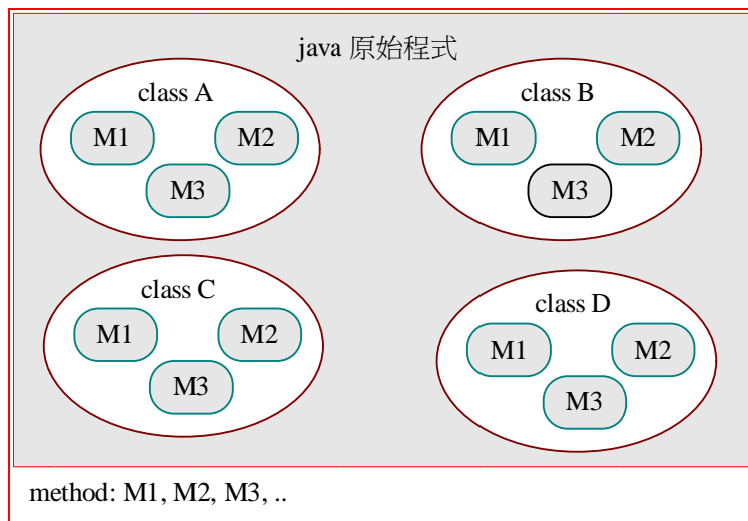 java 原始程式
class A
M1
M2
M3
class B
M1
M2
M3
class C
M1
M2
M3
class D
M1
M2
M3
method: M1, M2, M3, ..